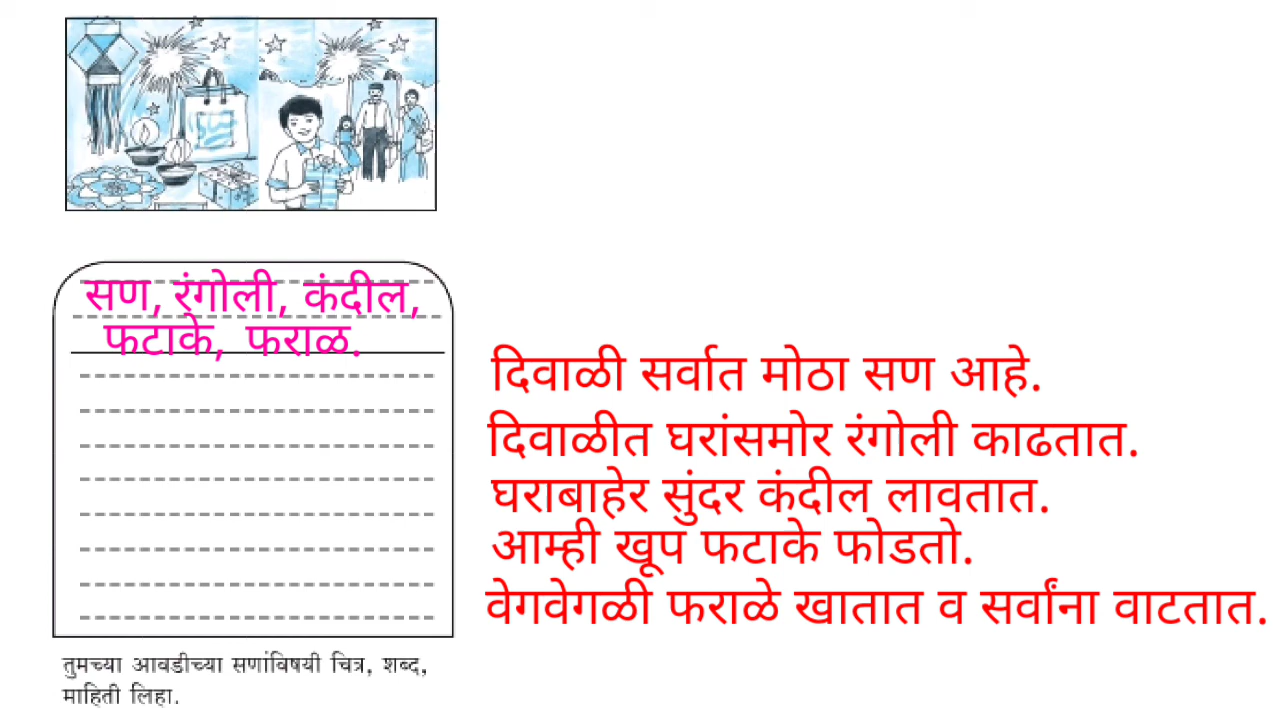 सण, रंगोली, कंदील,
फटाके, फराळ.
दिवाळी सर्वात मोठा सण आहे.
दिवाळीत घरांसमोर रंगोली काढतात.
घराबाहेर सुंदर कंदील लावतात.
आम्ही खूप फटाके फोडतो.
वेगवेगळी फराळे खातात व सर्वांना वाटतात.
तुमच्या आवडीच्या सणांविषयी चित्र, शब्द,
माहिती लिहा.